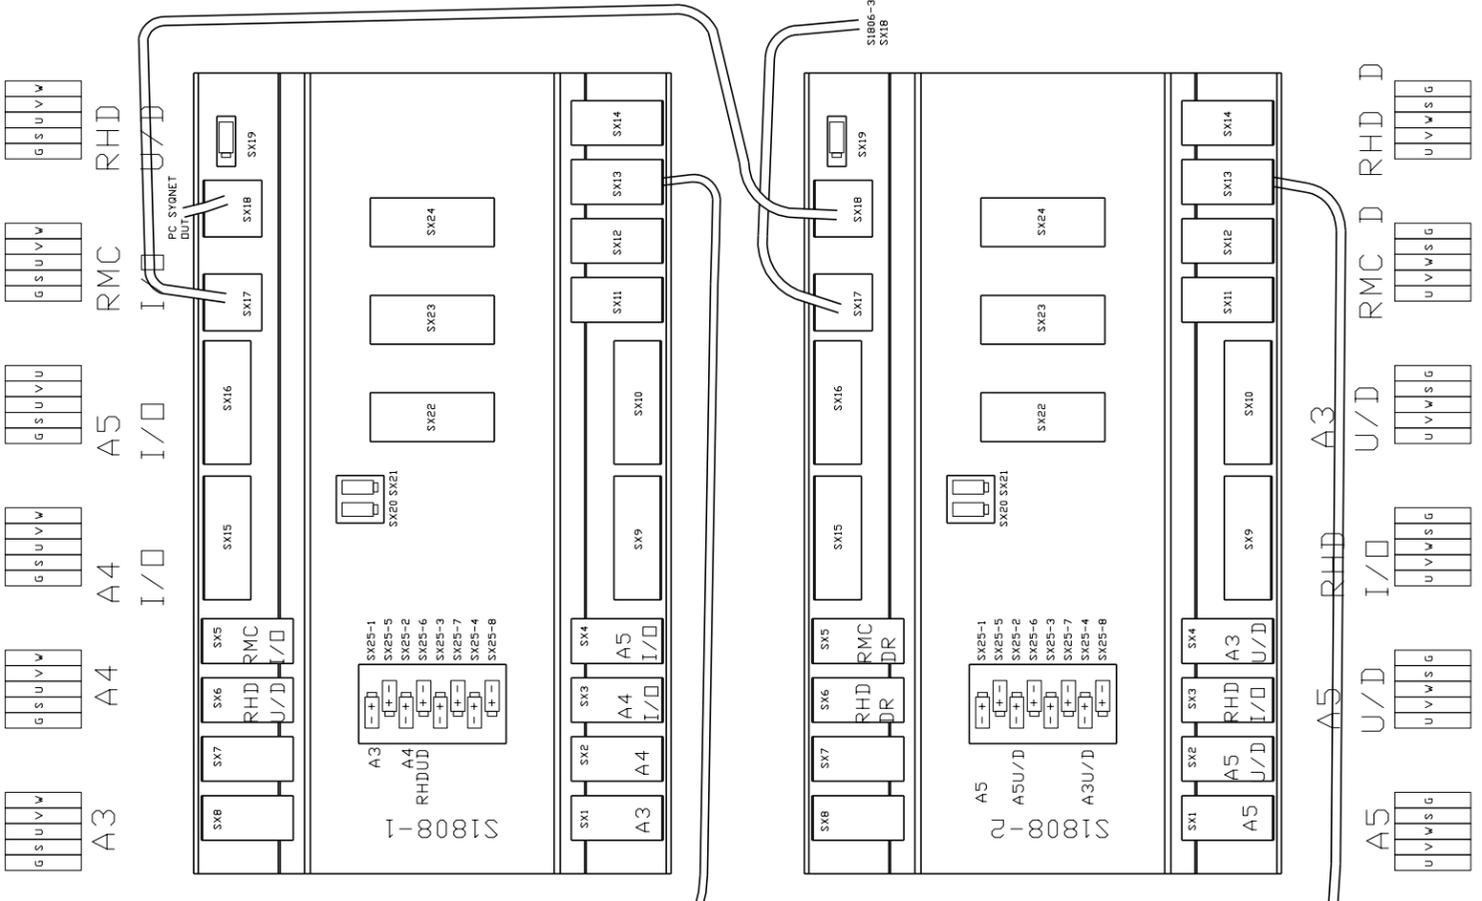 G S U V W
RHD
U/D
G S U V W
RMC
I/O
G S U V U
A5
I/O
G S U V W
A4
I/O
G S U V W
A4
G S U V W
A3
PC SYQNET
OUT
SX19
SX18
SX17
SX16
SX15
SX5
RMC
I/O
SX6
RHD
U/D
SX7
SX8
SX24
SX23
SX22
SX20 SX21
SX25-1
SX25-5
SX25-2
SX25-6
SX25-3
SX25-7
SX25-4
SX25-8
- +
+ -
- +
+ -
- +
+ -
- +
+ -
A3
A4
RHDUD
S1808-1
SX14
SX13
SX12
SX11
SX10
SX9
SX4
A5
I/O
SX3
A4
I/O
SX2
A4
SX1
A3
S1806-3
SX18
SX19
SX18
SX17
SX16
SX15
SX5
RMC
DR
SX6
RHD
DR
SX7
SX8
SX24
SX23
SX22
SX20 SX21
SX25-1
SX25-5
SX25-2
SX25-6
SX25-3
SX25-7
SX25-4
SX25-8
- +
+ -
- +
+ -
- +
+ -
- +
+ -
A5
A5U/D
A3U/D
S1808-2
SX14
SX13
SX12
SX11
SX10
SX9
SX4
A3
U/D
SX3
RHD
I/O
SX2
A5
U/D
SX1
A5
RHD D
U V W S G
RMC D
U V W S G
A3
U/D
U V W S G
RHD
I/O
U V W S G
A5
U/D
U V W S G
A5
U V W S G